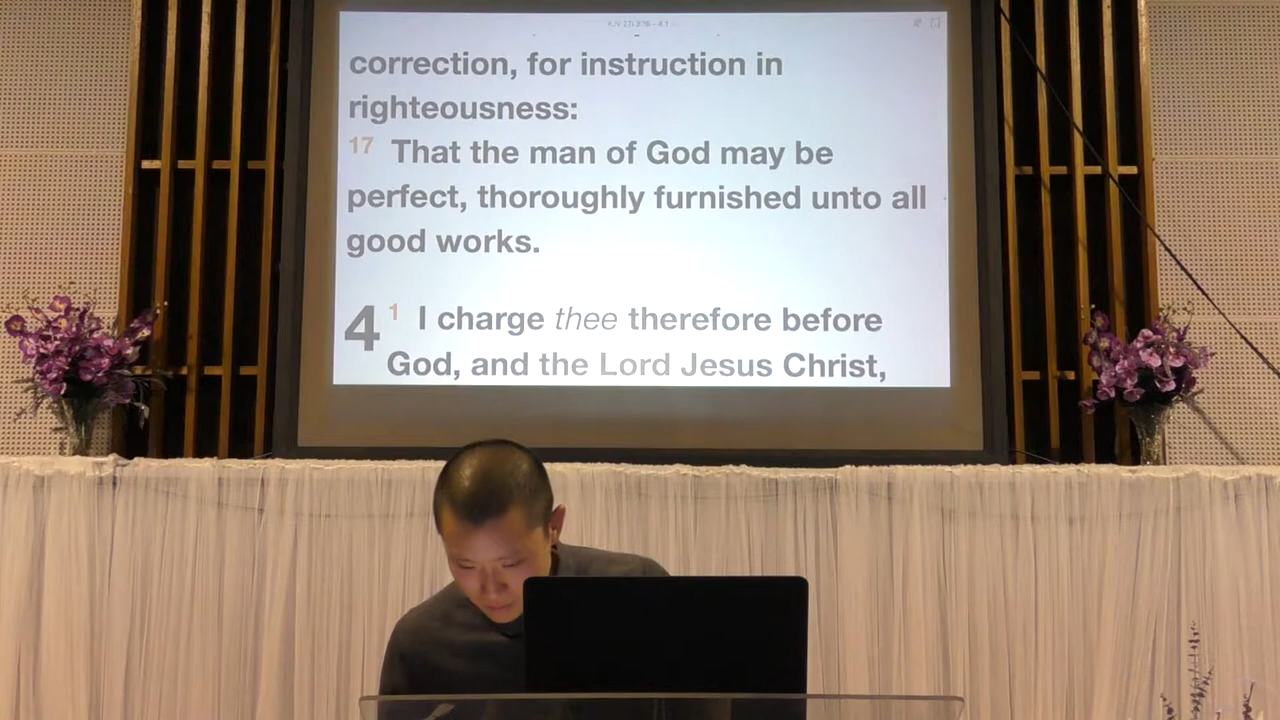 correction, for instruction in
righteousness:
17 That the man of God may be
perfect, thoroughly furnished unto all
good works.
4 1 I charge thee therefore before
God, and the Lord Jesus Christ,